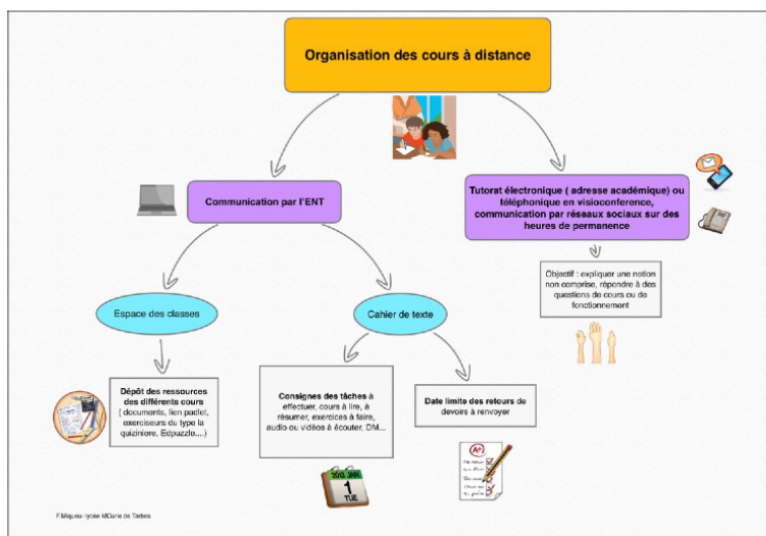 Organisation des cours à distance
Communication par l'ENT
Tutorat électronique ( adresse académique) ou
téléphonique en visioconference,
communication par réseaux sociaux sur des
heures de permanence
Objectif : expliquer une notion
non comprise, répondre à des
questions de cours ou de
fonctionnement
Espace des classes
Cahier de texte
Dépôt des ressources
des différents cours
( documents, lien padlet,
exerciseurs du type la
quiziniere, Edpuzzle....)
Consignes des tâches à
effectuer, cours à lire, à
résumer, exercices à faire,
audio ou vidéos à écouter, DM...
Date limite des retours de
devoirs à renvoyer
A+
JAN
1
TUE
lycée MCurie de Tarbes